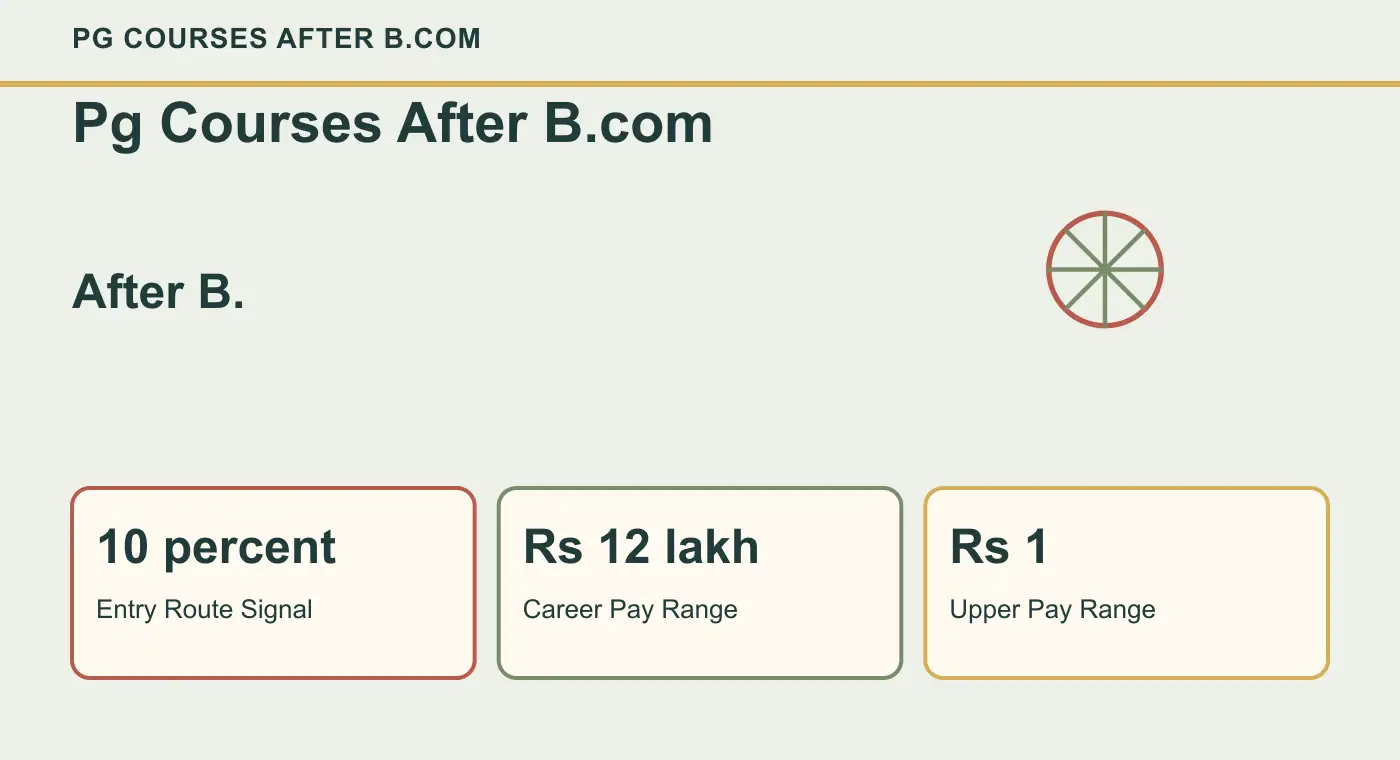 PG COURSES AFTER B.COM
Pg Courses After B.com
After B.
10 percent
Entry Route Signal
Rs 12 lakh
Career Pay Range
Rs 1
Upper Pay Range